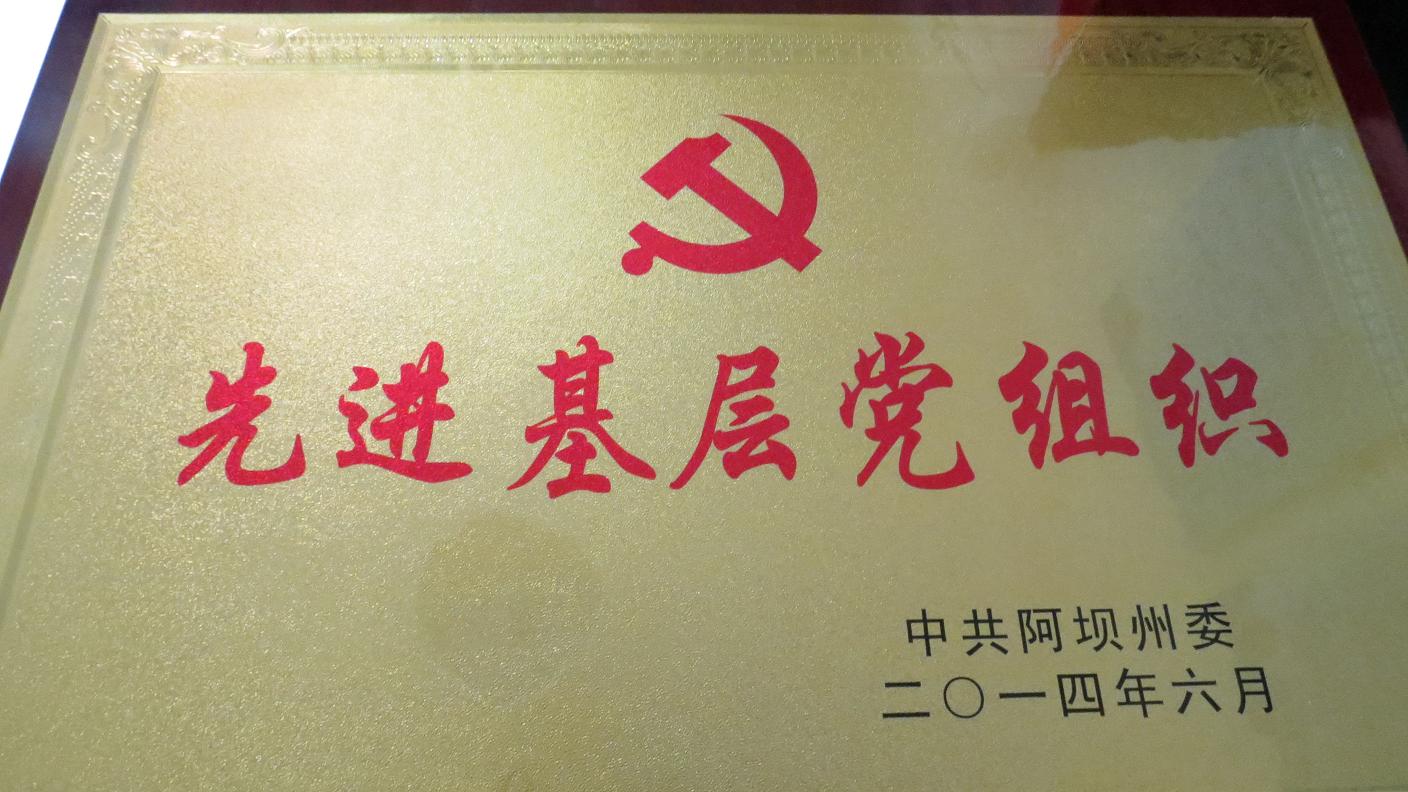 先进基层党组织
中共阿坝州委
二〇一四年六月